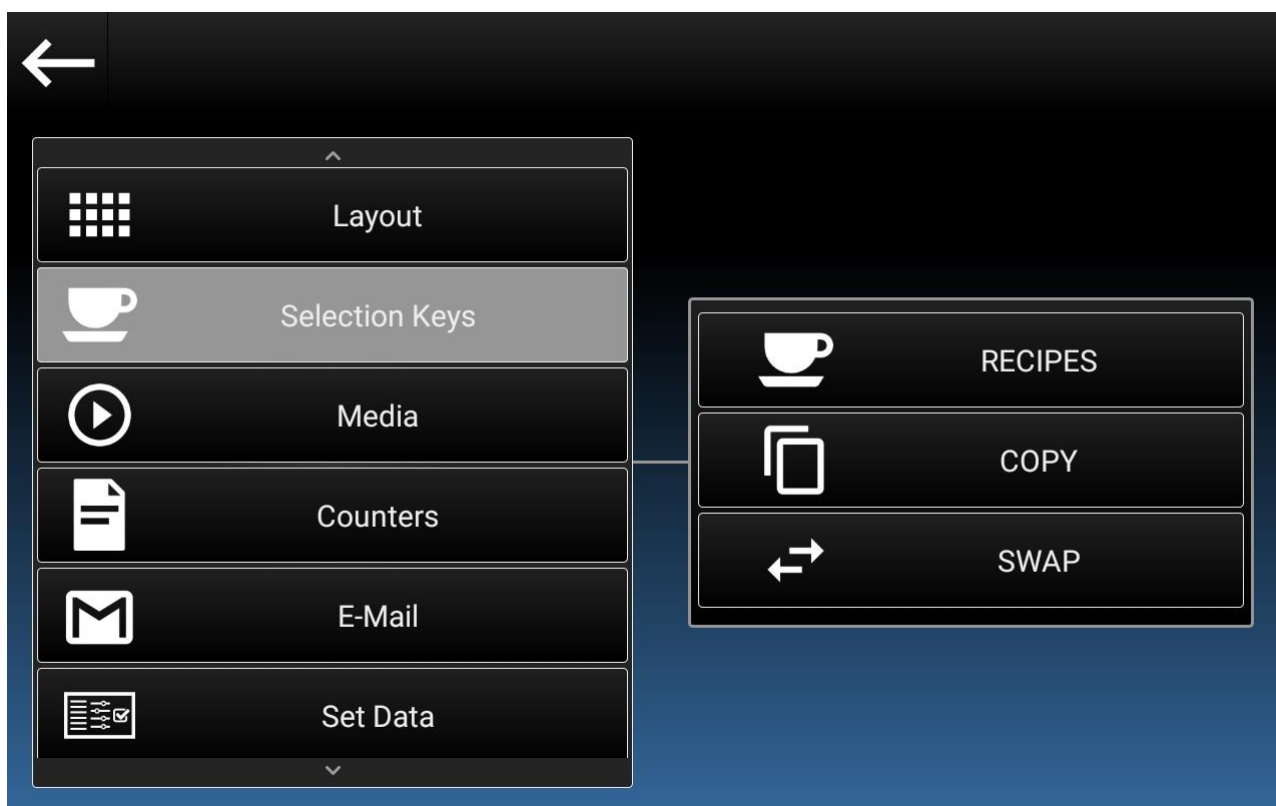 Layout
Selection Keys
Media
Counters
E-Mail
Set Data
RECIPES
COPY
SWAP